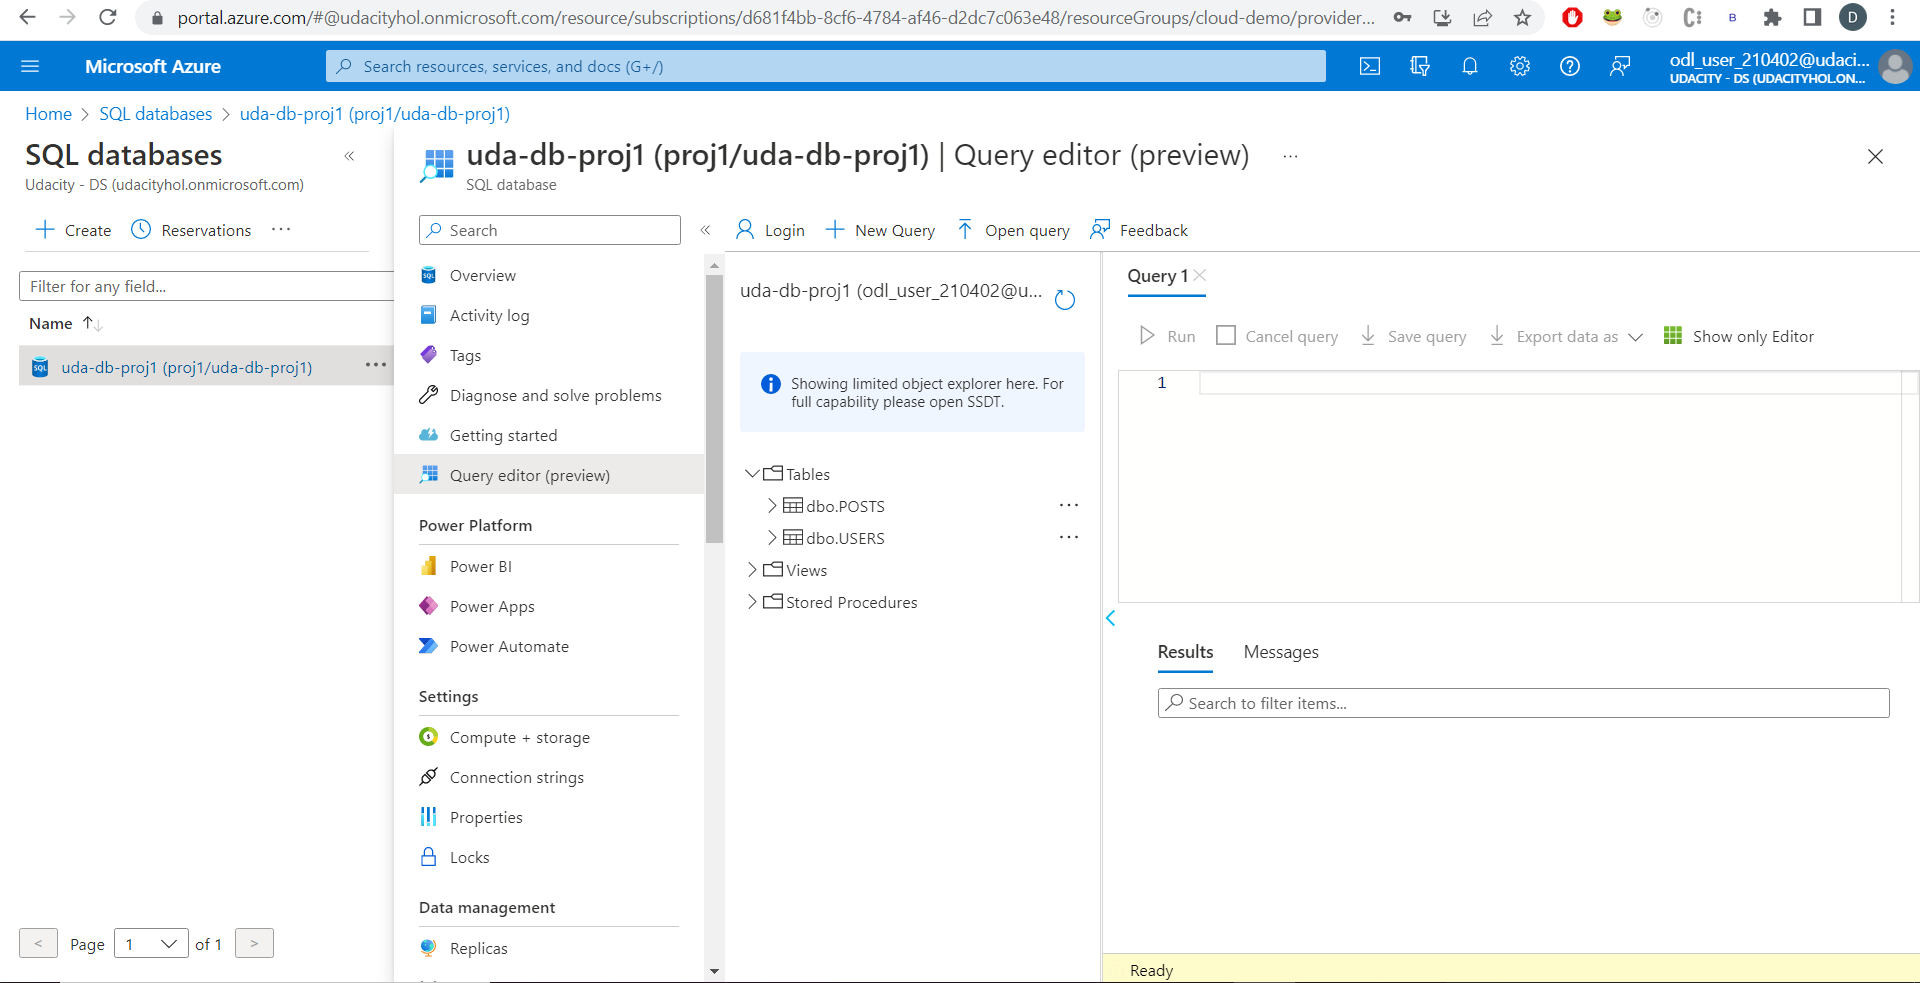 portal.azure.com/#@udacityhol.onmicrosoft.com/resource/subscriptions/d681f4bb-8cf6-4784-af46-d2dc7c063e48/resourceGroups/cloud-demo/provider...
B
D
Microsoft Azure
Search resources, services, and docs (G+/)
odl_user_210402@udaci...
UDACITY - DS (UDACITYHOL.ON...
Home > SQL databases > uda-db-proj1 (proj1/uda-db-proj1)
SQL databases
Udacity - DS (udacityhol.onmicrosoft.com)
Create
Reservations
Filter for any field...
Name
SQL
uda-db-proj1 (proj1/uda-db-proj1)
< Page 1 of 1 >
uda-db-proj1 (proj1/uda-db-proj1) | Query editor (preview)
SQL database
Search
Overview
Activity log
Tags
Diagnose and solve problems
Getting started
Query editor (preview)
Power Platform
Power BI
Power Apps
Power Automate
Settings
Compute + storage
Connection strings
Properties
Locks
Data management
Replicas
Login
New Query
Open query
Feedback
uda-db-proj1 (odl_user_210402@u...
Showing limited object explorer here. For
full capability please open SSDT.
Tables
dbo.POSTS
dbo.USERS
Views
Stored Procedures
Query 1
Run
Cancel query
Save query
Export data as
Show only Editor
1
Results
Messages
Search to filter items...
Ready